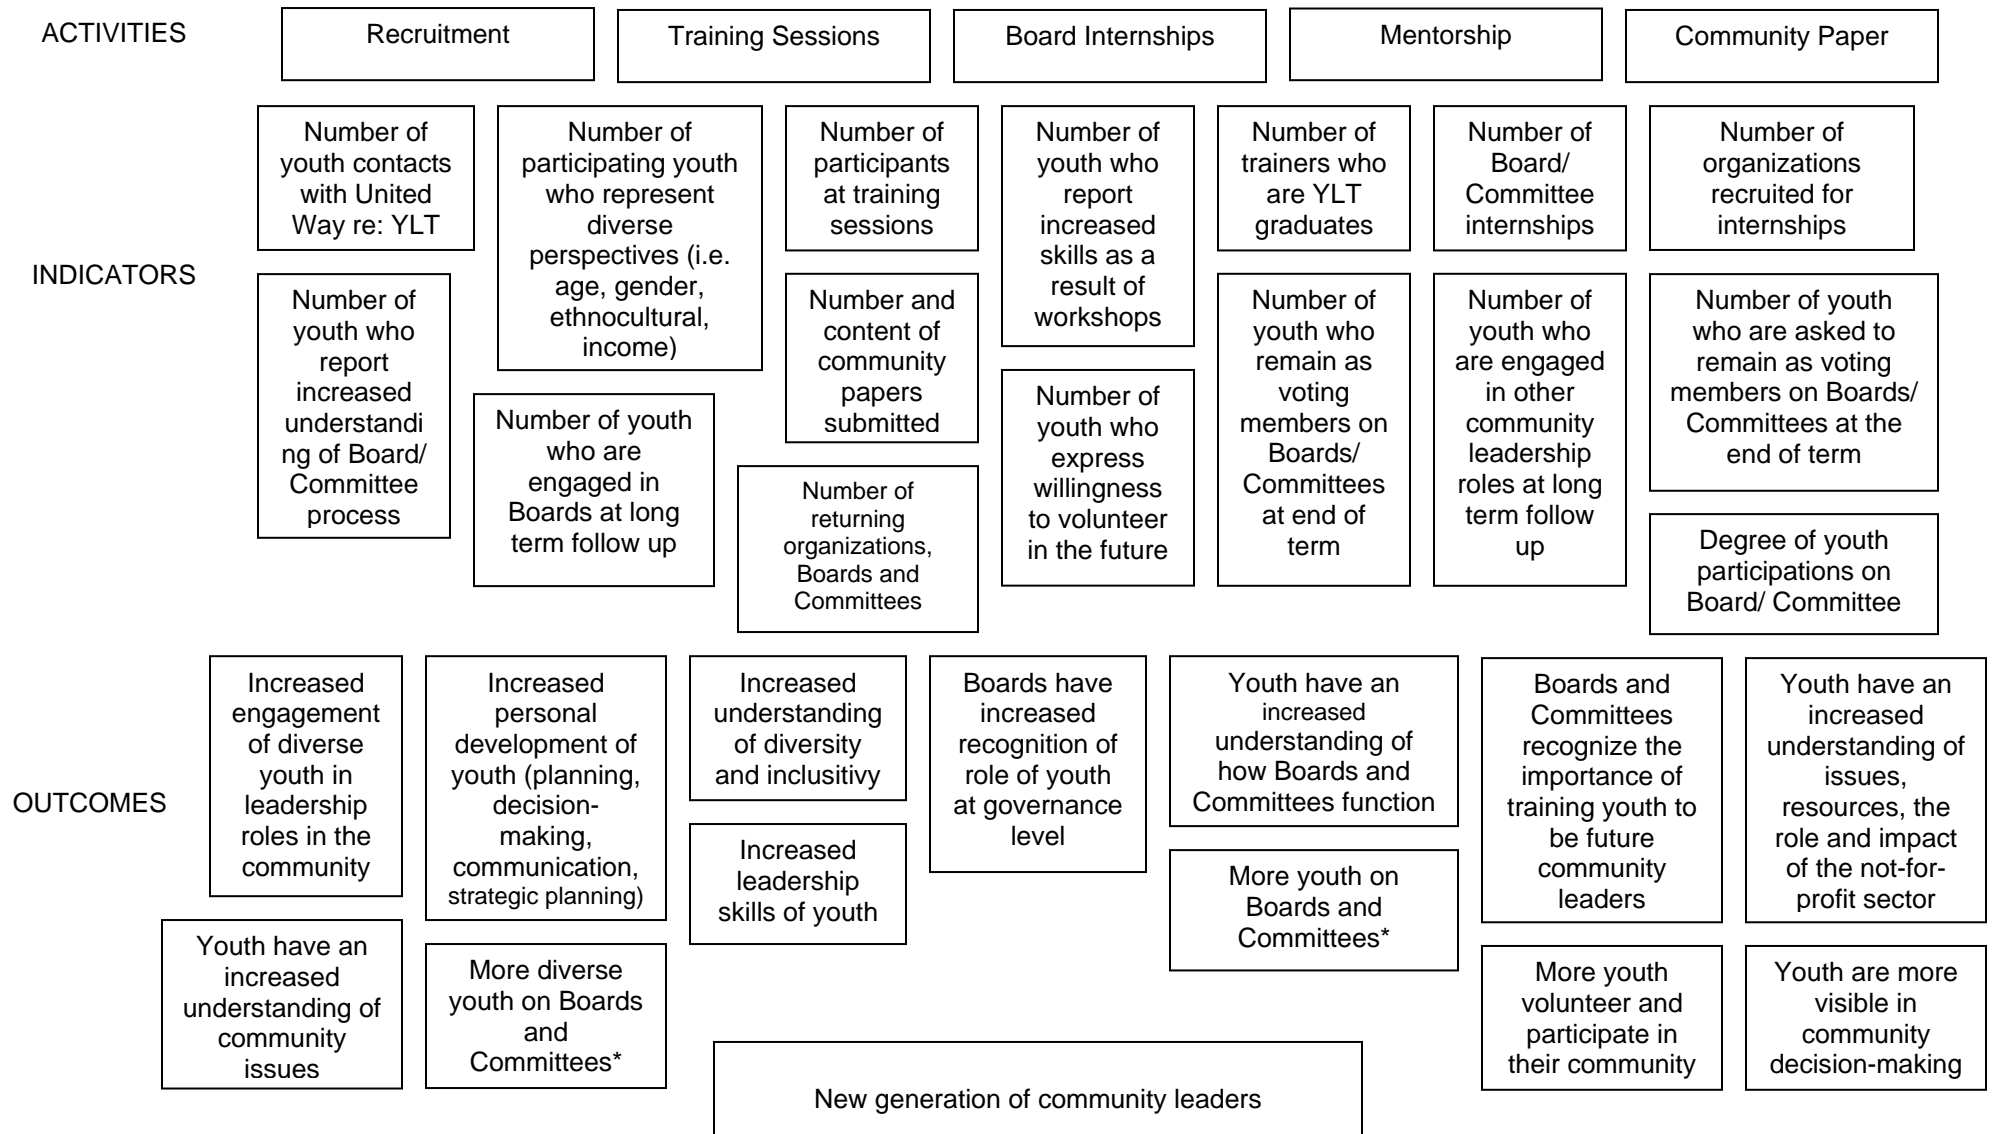 ACTIVITIES
Recruitment
Training Sessions
Board Internships
Mentorship
Community Paper
INDICATORS
Number of
youth contacts
with United
Way re: YLT
Number of
participating youth
who represent
diverse
perspectives (i.e.
age, gender,
ethnocultural,
income)
Number of
participants
at training
sessions
Number of
youth who
report
increased
skills as a
result of
workshops
Number of
trainers who
are YLT
graduates
Number of
Board/
Committee
internships
Number of
organizations
recruited for
internships
Number of
youth who
report
increased
understandi
ng of Board/
Committee
process
Number of youth
who are
engaged in
Boards at long
term follow up
Number and
content of
community
papers
submitted
Number of
returning
organizations,
Boards and
Committees
Number of
youth who
express
willingness
to volunteer
in the future
Number of
youth who
remain as
voting
members on
Boards/
Committees
at end of
term
Number of
youth who
are engaged
in other
community
leadership
roles at long
term follow
up
Number of youth
who are asked to
remain as voting
members on Boards/
Committees at the
end of term
Degree of youth
participations on
Board/ Committee
OUTCOMES
Increased
engagement
of diverse
youth in
leadership
roles in the
community
Increased
personal
development of
youth (planning,
decision-
making,
communication,
strategic planning)
Increased
understanding
of diversity
and inclusitivy
Boards have
increased
recognition of
role of youth
at governance
level
Youth have an
increased
understanding of
how Boards and
Committees function
Boards and
Committees
recognize the
importance of
training youth to
be future
community
leaders
Youth have an
increased
understanding of
issues,
resources, the
role and impact
of the not-for-
profit sector
Increased
leadership
skills of youth
More youth on
Boards and
Committees*
Youth have an
increased
understanding of
community
issues
More diverse
youth on Boards
and
Committees*
More youth
volunteer and
participate in
their community
Youth are more
visible in
community
decision-making
New generation of community leaders